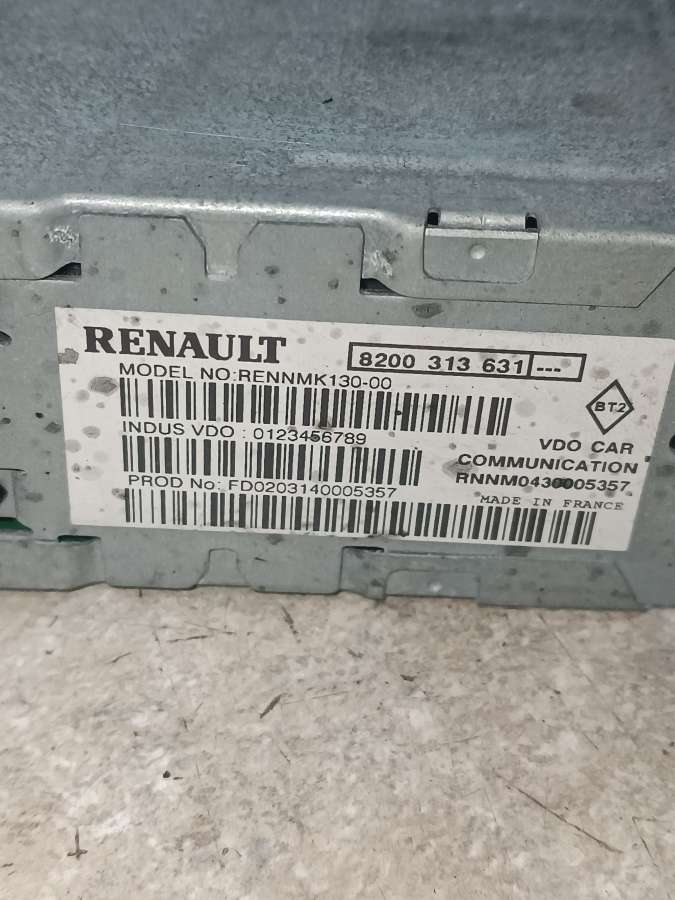 RENAULT
8200 313 631 ---
MODEL NO:RENNMK130-00
BT2
INDUS VDO : 0123456789
VDO CAR
COMMUNICATION
PROD No: FD0203140005357
RNNNM0430005357
MADE IN FRANCE